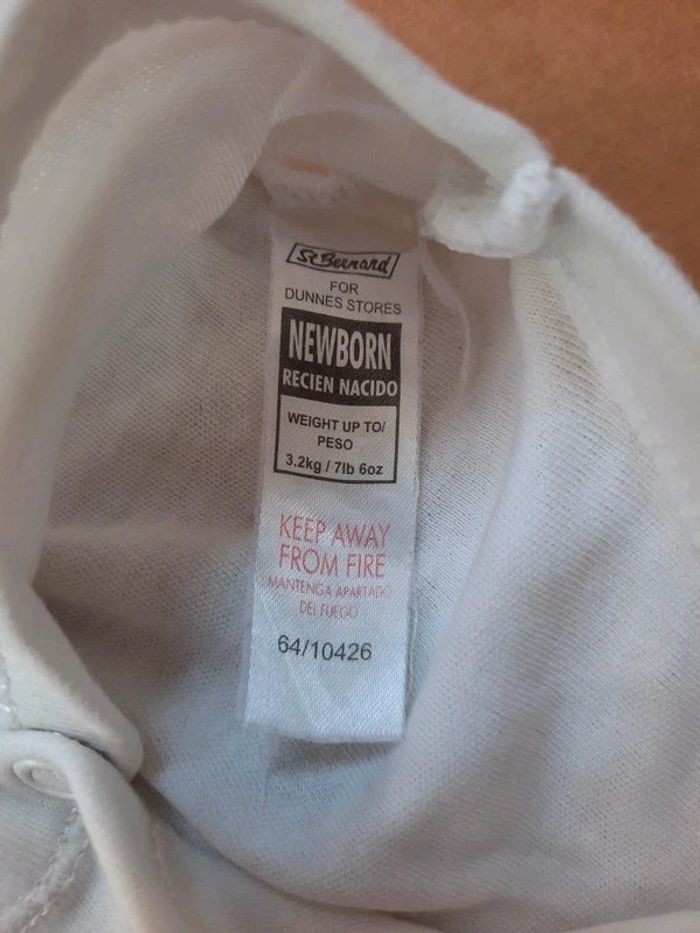 St Bernard
FOR
DUNNES STORES
NEWBORN
RECIEN NACIDO
WEIGHT UP TO/
PESO
3.2kg / 7lb 6oz
KEEP AWAY
FROM FIRE
MANTENGA APARTADO
DEL FUEGO
64/10426